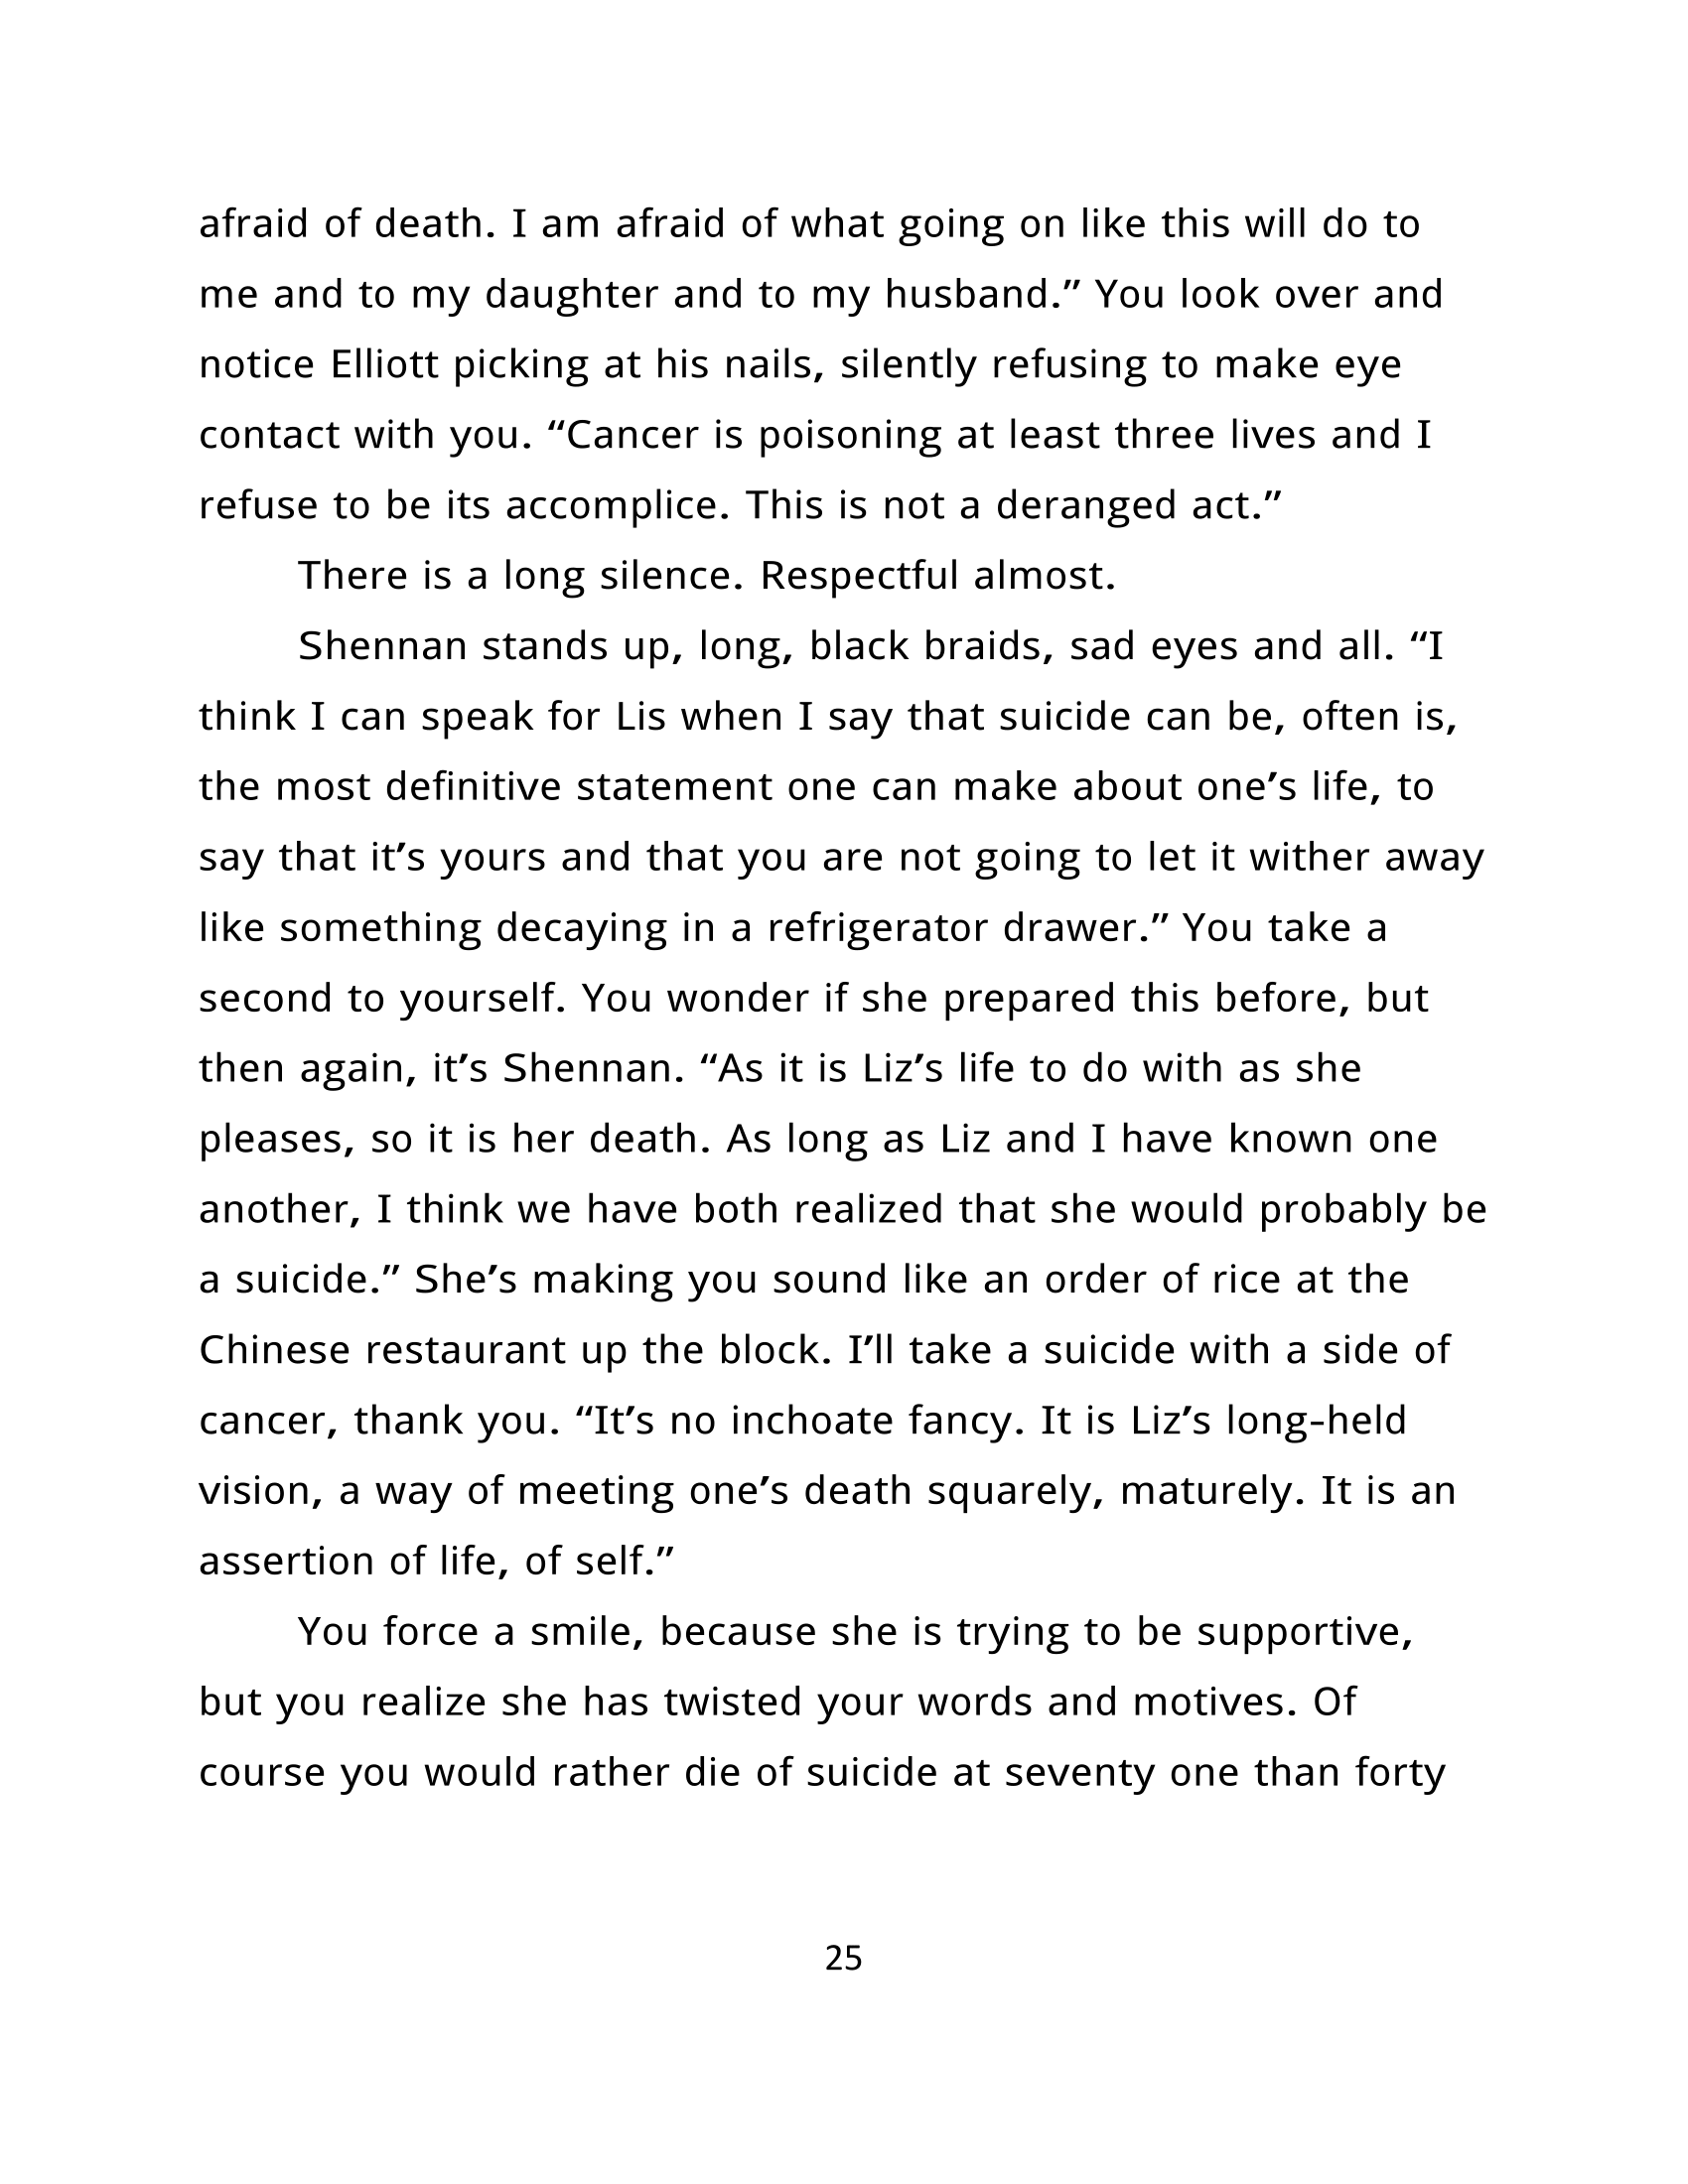 afraid of death. I am afraid of what going on like this will do to
me and to my daughter and to my husband.” You look over and
notice Elliott picking at his nails, silently refusing to make eye
contact with you. “Cancer is poisoning at least three lives and I
refuse to be its accomplice. This is not a deranged act.”
There is a long silence. Respectful almost.
Shennan stands up, long, black braids, sad eyes and all. “I
think I can speak for Lis when I say that suicide can be, often is,
the most definitive statement one can make about one’s life, to
say that it’s yours and that you are not going to let it wither away
like something decaying in a refrigerator drawer.” You take a
second to yourself. You wonder if she prepared this before, but
then again, it’s Shennan. “As it is Liz’s life to do with as she
pleases, so it is her death. As long as Liz and I have known one
another, I think we have both realized that she would probably be
a suicide.” She’s making you sound like an order of rice at the
Chinese restaurant up the block. I’ll take a suicide with a side of
cancer, thank you. “It’s no inchoate fancy. It is Liz’s long-held
vision, a way of meeting one’s death squarely, maturely. It is an
assertion of life, of self.”
You force a smile, because she is trying to be supportive,
but you realize she has twisted your words and motives. Of
course you would rather die of suicide at seventy one than forty
25